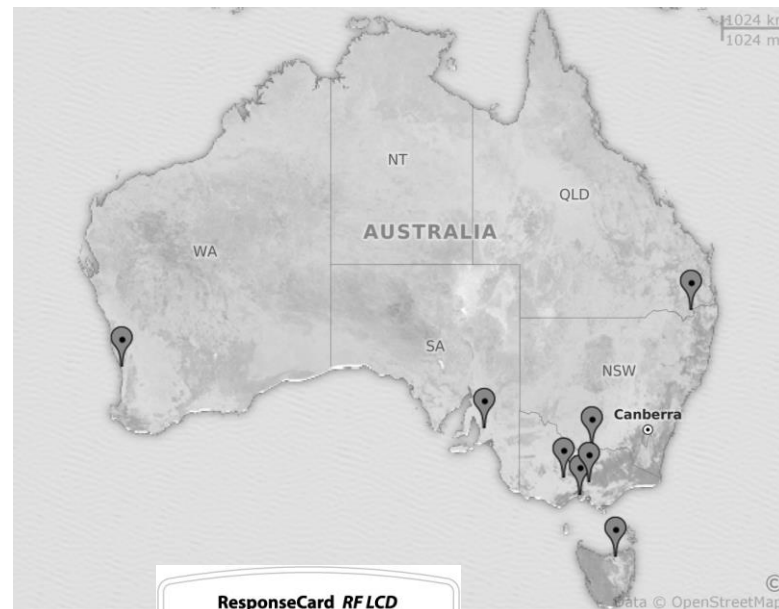 1024 km
1024 m
NT
QLD
AUSTRALIA
WA
SA
NSW
Canberra
©
Data © OpenStreetMap
ResponseCard RF LCD